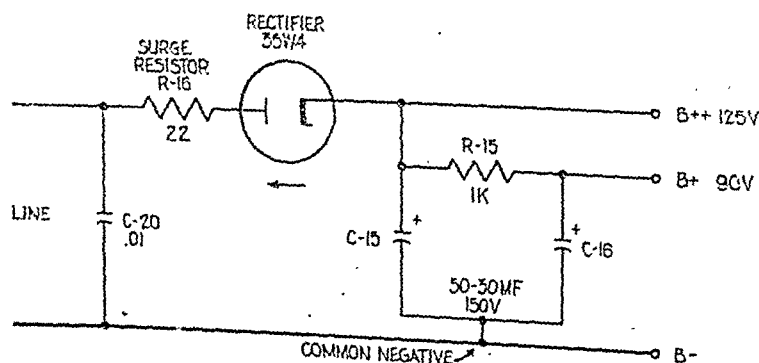 RECTIFIER
35W4
SURGE
RESISTOR
R-16
22
B++ 125V
R-15
1K
B+ 90V
LINE
C-20
.01
C-15
+
+
C-16
50-30MF
150V
COMMON NEGATIVE
B-